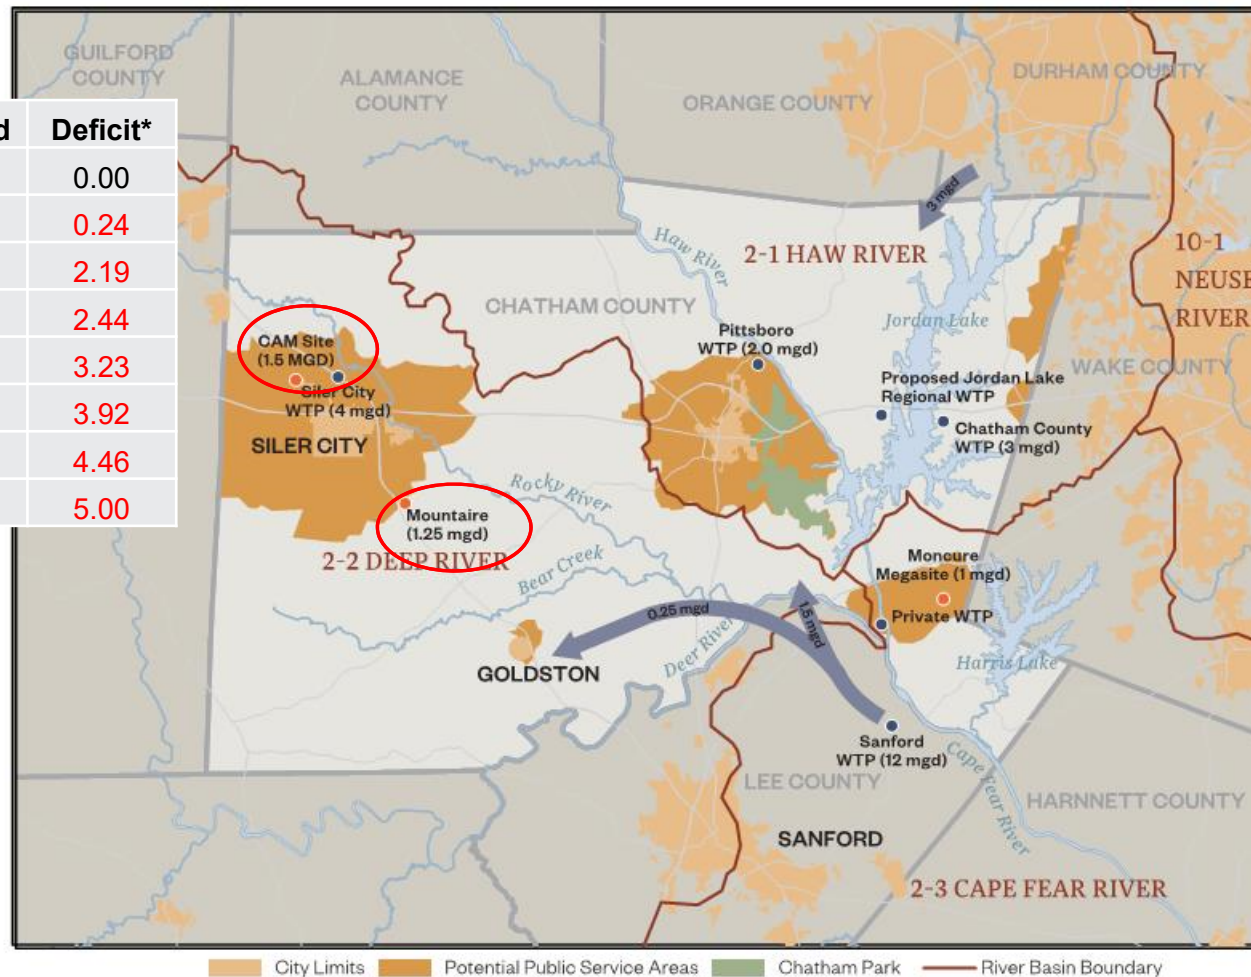 GUILFORD
COUNTY
ALAMANCE
COUNTY
ORANGE COUNTY
DURHAM COUNTY
d Deficit*
0.00
0.24
2.19
2.44
3.23
3.92
4.46
5.00
3 mgd
Haw River
2-1 HAW RIVER
10-1
NEUSE
RIVER
CHATHAM COUNTY
Jordan Lake
CAM Site
(1.5 MGD)
Siler City
WTP (4 mgd)
SILER CITY
Pittsboro
WTP (2.0 mgd)
WAKE COUNTY
Proposed Jordan Lake
Regional WTP
Chatham County
WTP (3 mgd)
Rocky River
Mountaire
(1.25 mgd)
2-2 DEEP RIVER
Bear Creek
Moncure
Megasite (1 mgd)
Private WTP
0.25 mgd
1.5 mgd
Deer River
Harris Lake
GOLDSTON
Sanford
WTP (12 mgd)
Cape Fear River
LEE COUNTY
HARNNETT COUNTY
SANFORD
2-3 CAPE FEAR RIVER
City Limits Potential Public Service Areas Chatham Park River Basin Boundary